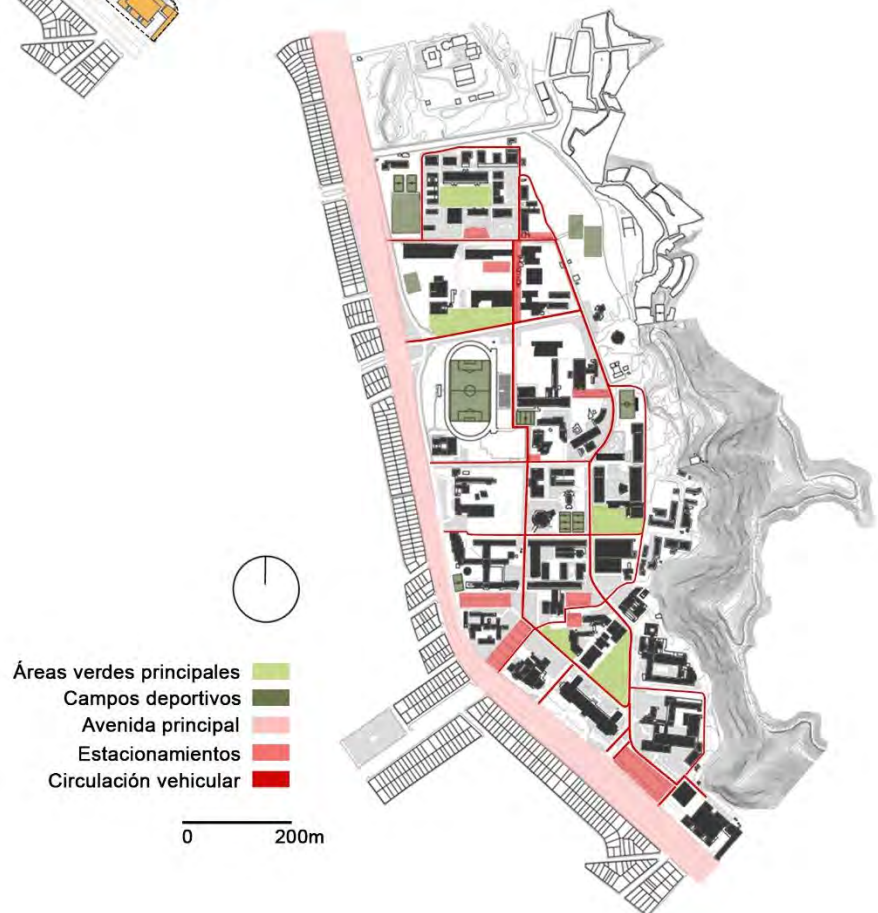 Áreas verdes principales
Campos deportivos
Avenida principal
Estacionamientos
Circulación vehicular
0 200m